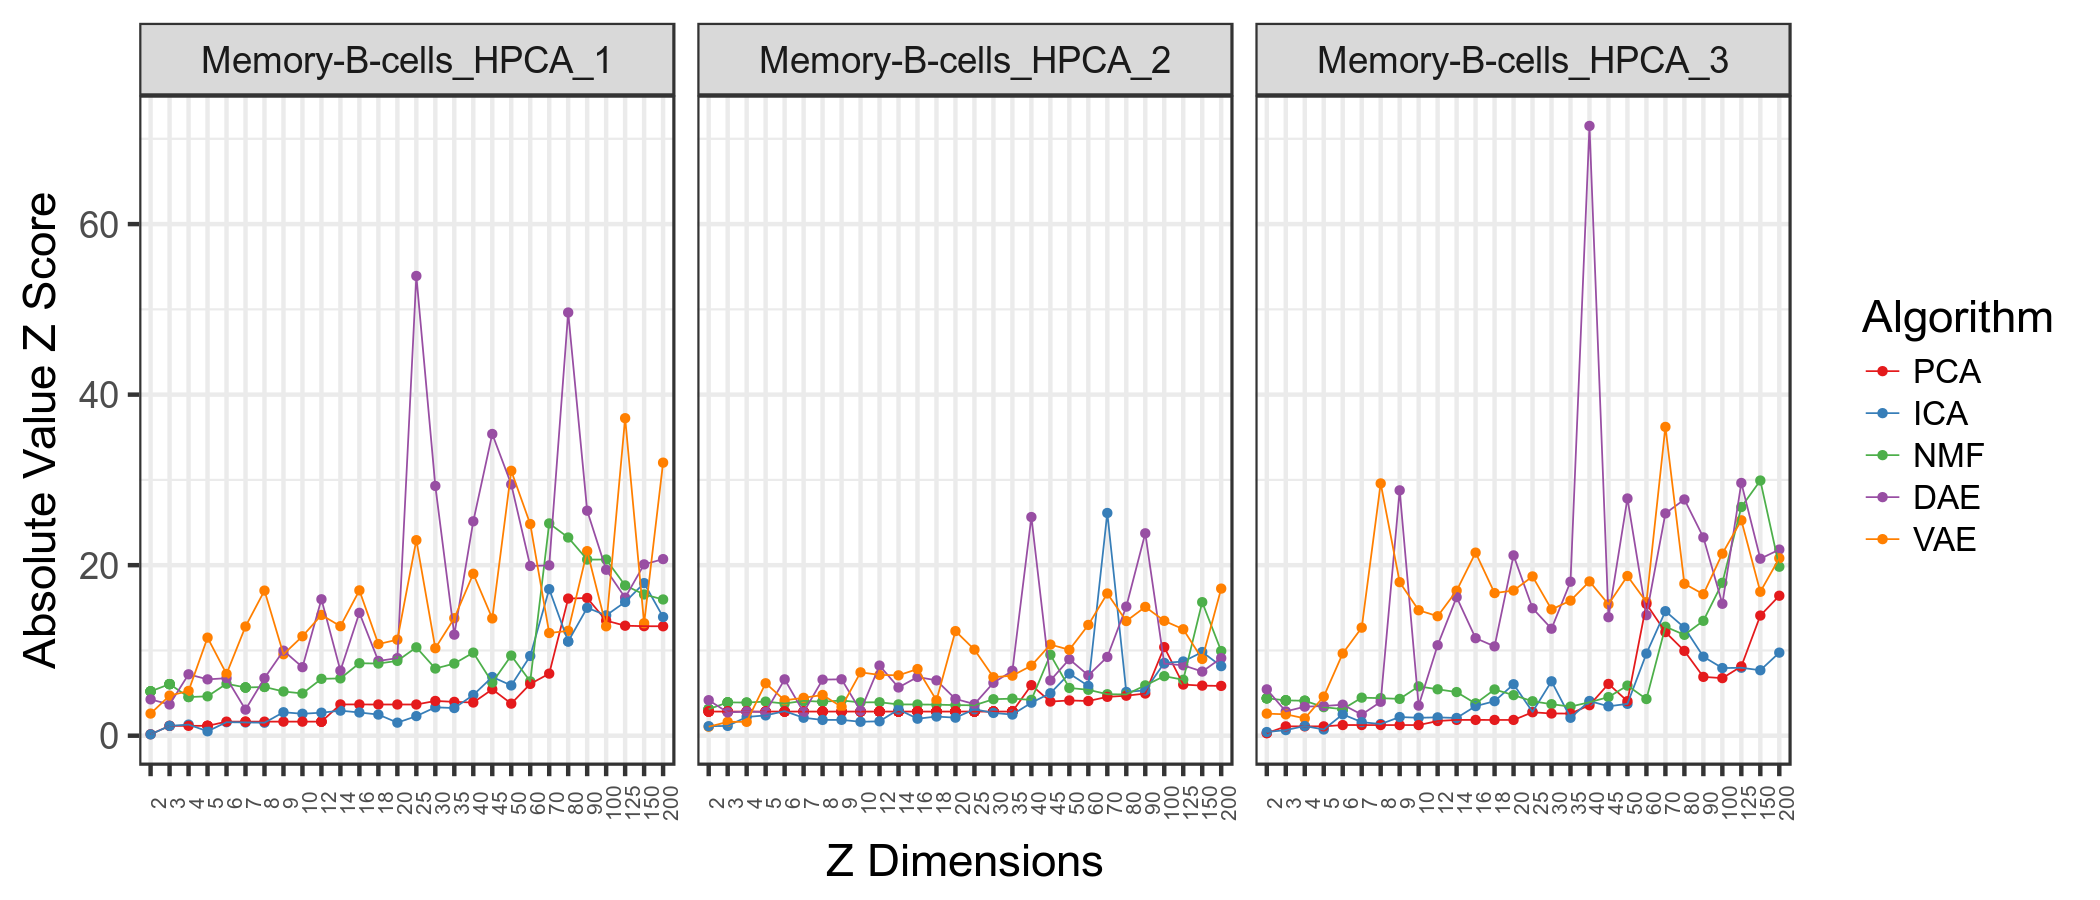 Memory-B-cells_HPCA_1
Memory-B-cells_HPCA_2
Memory-B-cells_HPCA_3
Absolute Value Z Score
60
40
20
0
2 3 4 5 6 7 8 9 10 12 14 16 18 20 25 30 35 40 45 50 60 70 80 90 100 125 150 200
2 3 4 5 6 7 8 9 10 12 14 16 18 20 25 30 35 40 45 50 60 70 80 90 100 125 150 200
2 3 4 5 6 7 8 9 10 12 14 16 18 20 25 30 35 40 45 50 60 70 80 90 100 125 150 200
Z Dimensions
Algorithm
PCA
ICA
NMF
DAE
VAE